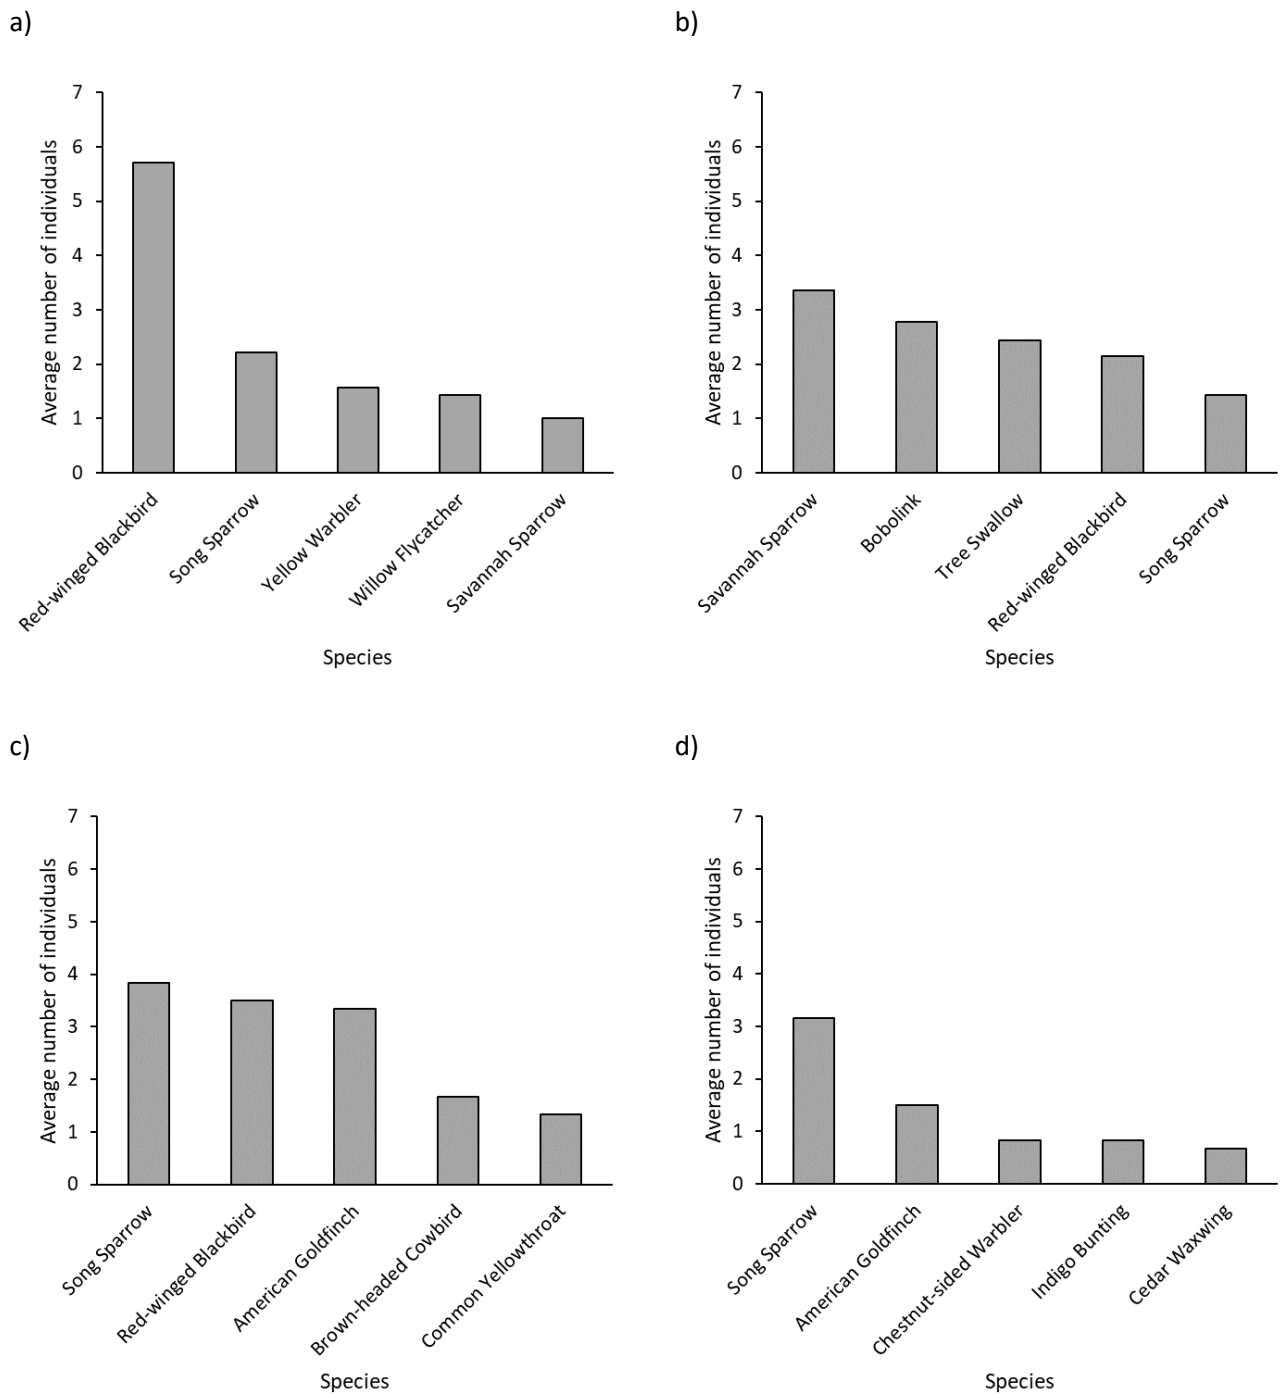 a)
7
6
5
4
3
2
1
0
Average number of individuals
Red-winged Blackbird
Song Sparrow
Yellow Warbler
Willow Flycatcher
Savannah Sparrow
Species
b)
7
6
5
4
3
2
1
0
Average number of individuals
Savannah Sparrow
Bobolink
Tree Swallow
Red-winged Blackbird
Song Sparrow
Species
c)
7
6
5
4
3
2
1
0
Average number of individuals
Song Sparrow
Red-winged Blackbird
American Goldfinch
Brown-headed Cowbird
Common Yellowthroat
Species
d)
7
6
5
4
3
2
1
0
Average number of individuals
Song Sparrow
American Goldfinch
Chestnut-sided Warbler
Indigo Bunting
Cedar Waxwing
Species